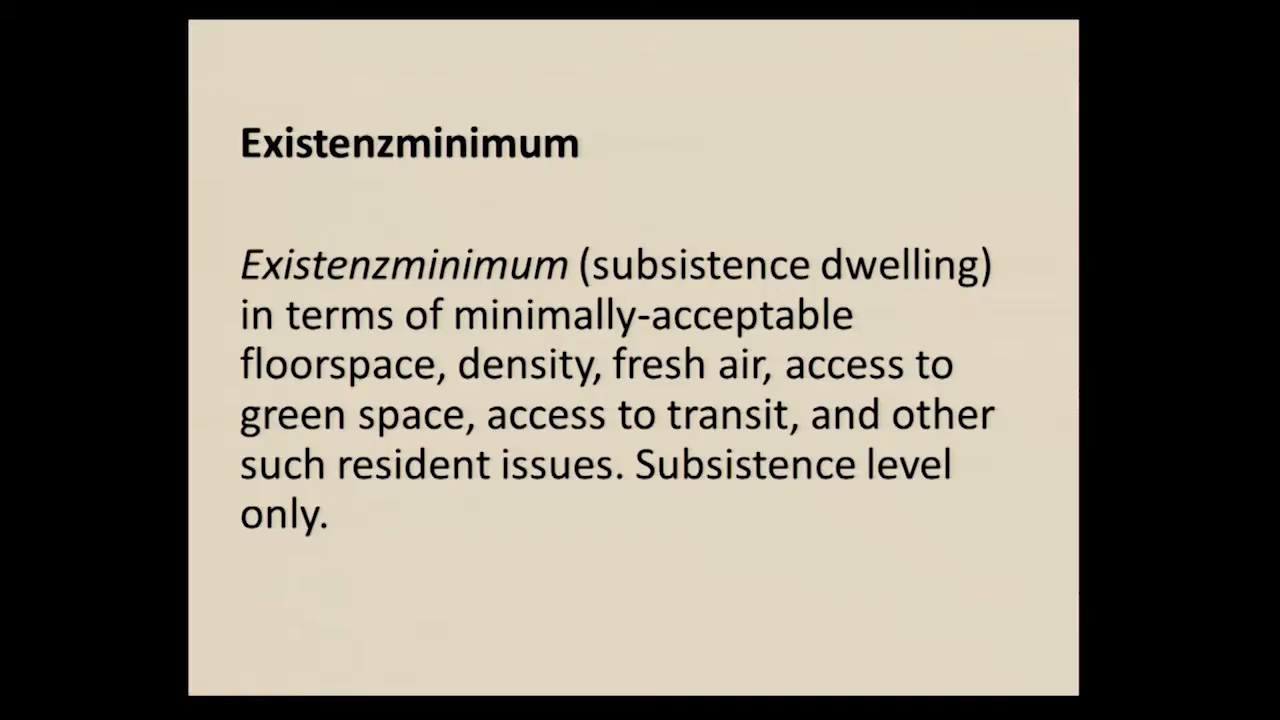 Existenzminimum
Existenzminimum (subsistence dwelling)
in terms of minimally-acceptable
floorspace, density, fresh air, access to
green space, access to transit, and other
such resident issues. Subsistence level
only.